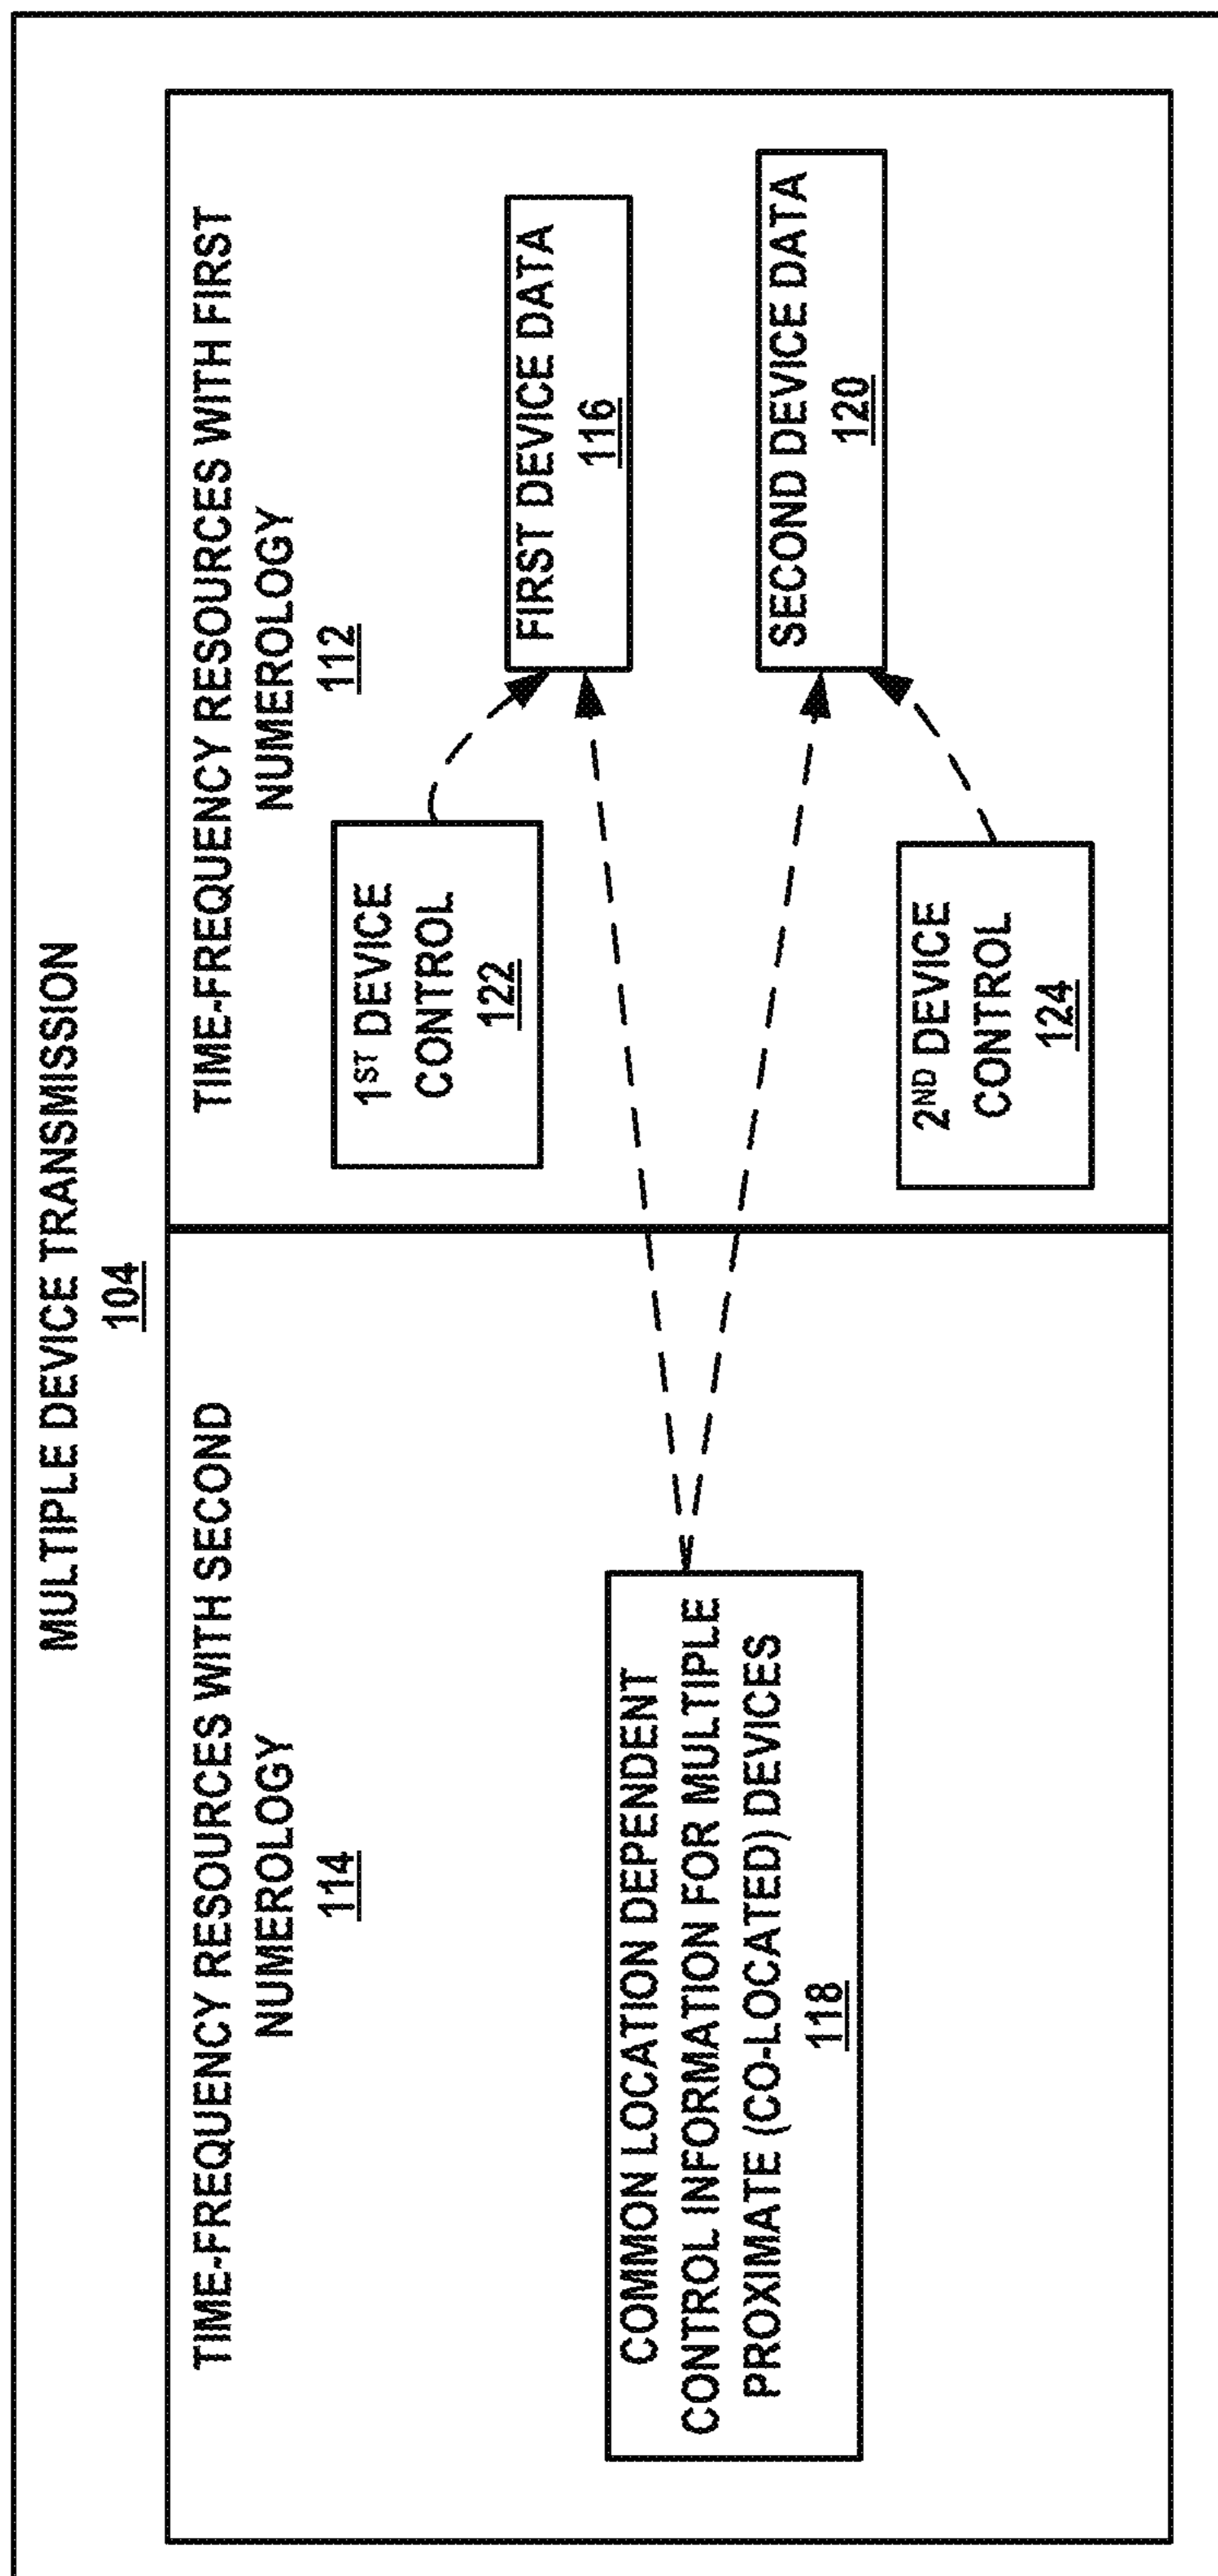 MULTIPLE DEVICE TRANSMISSION
104
TIME-FREQUENCY RESOURCES WITH SECOND
NUMEROLOGY
114
COMMON LOCATION DEPENDENT
CONTROL INFORMATION FOR MULTIPLE
PROXIMATE (CO-LOCATED) DEVICES
118
TIME-FREQUENCY RESOURCES WITH FIRST
NUMEROLOGY
112
1ST DEVICE
CONTROL
122
FIRST DEVICE DATA
116
SECOND DEVICE DATA
120
2ND DEVICE
CONTROL
124